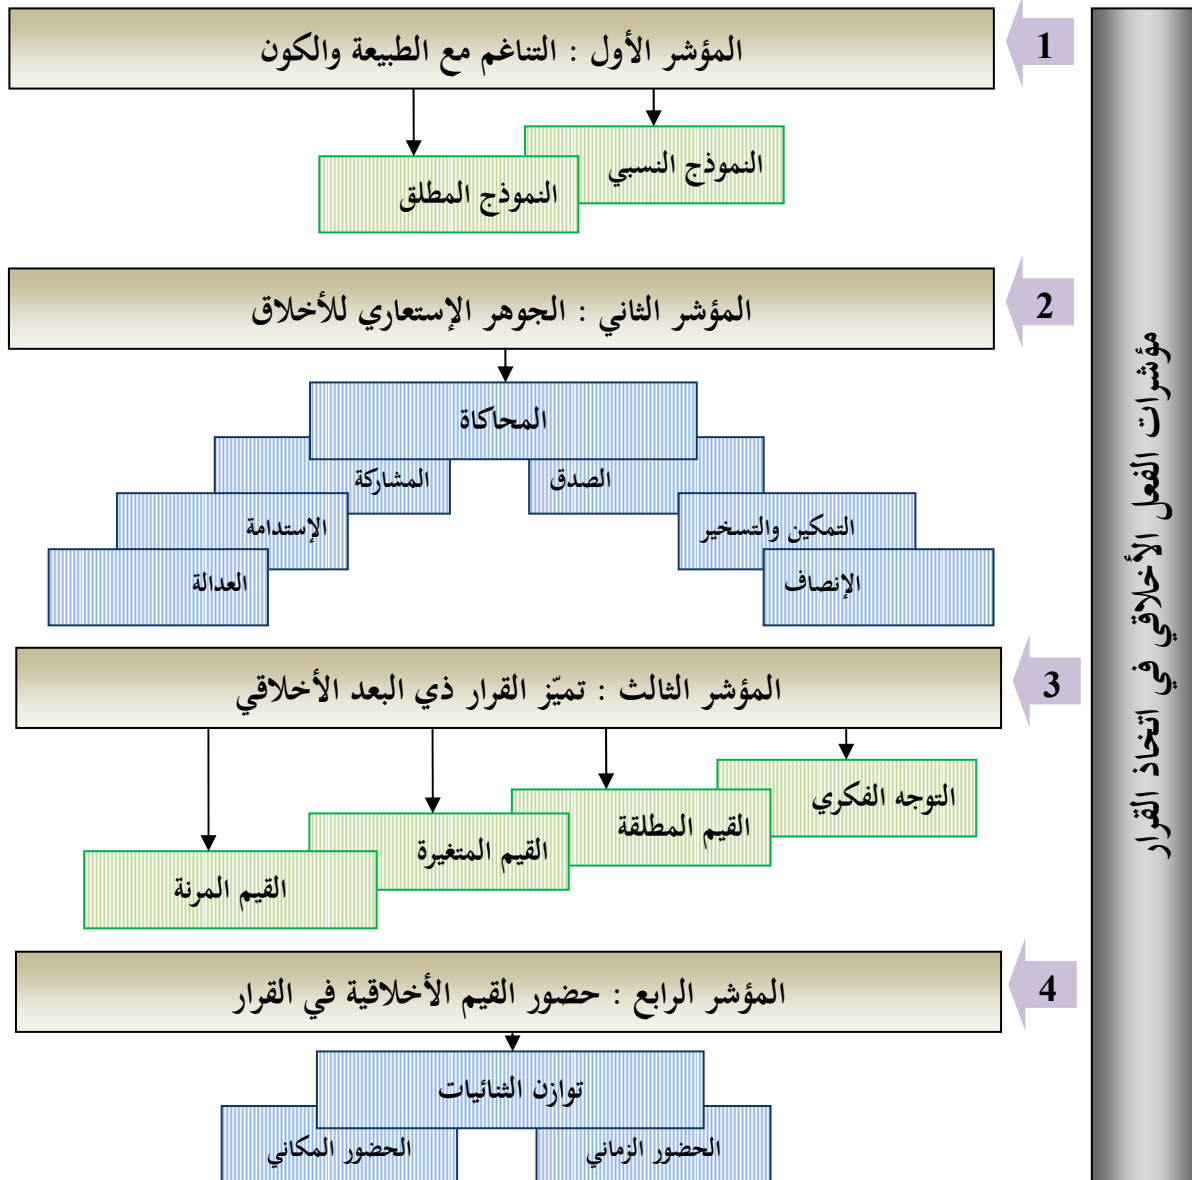 مؤشرات الفعل الأخلاقي في اتخاذ القرار
1
المؤشر الأول : التناغم مع الطبيعة والكون
النموذج النسبي
النموذج المطلق
2
المؤشر الثاني : الجوهر الإستعاري للأخلاق
المحاكاة
الصدق
المشاركة
التمكين والتسخير
الإستدامة
الإنصاف
العدالة
3
المؤشر الثالث : تميّز القرار ذي البعد الأخلاقي
التوجه الفكري
القيم المطلقة
القيم المتغيرة
القيم المرنة
4
المؤشر الرابع : حضور القيم الأخلاقية في القرار
توازن الثنائيات
الحضور الزماني
الحضور المكاني